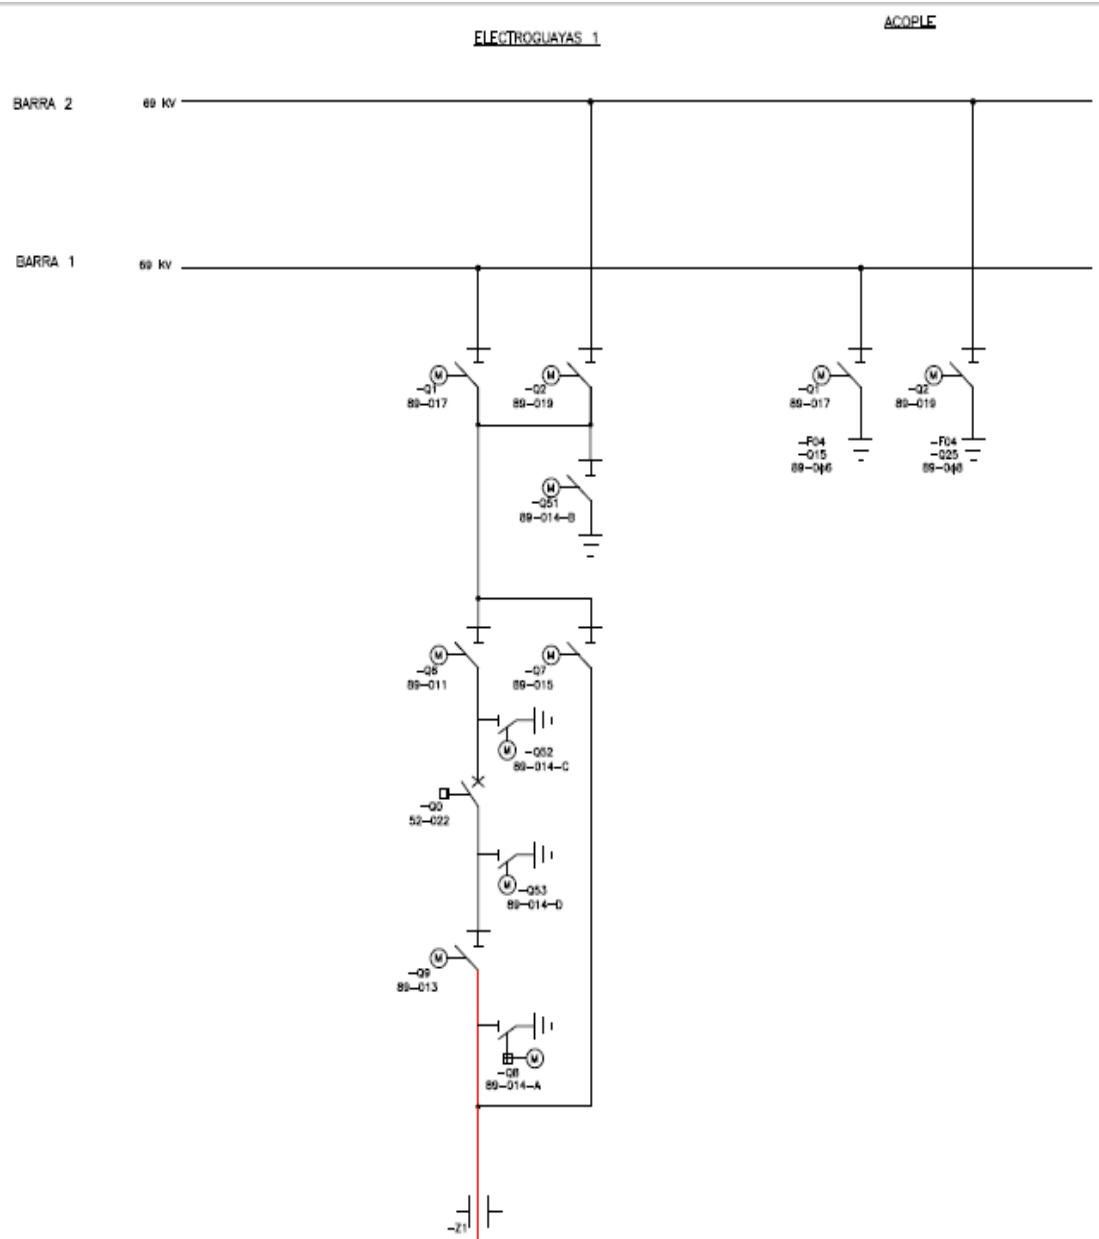 ELECTROGUAYAS 1
ACOPLE
BARRA 2
69 KV
BARRA 1
69 KV
M
-Q1
89-017
M
-Q2
89-019
M
-Q1
89-017
M
-Q2
89-019
-F04
-Q15
-F04
-Q25
M
-Q51
89-014-B
M
-Q6
89-011
M
-Q7
89-015
M
-Q52
89-014-C
-Q0
52-022
M
-Q53
89-014-D
M
-Q9
89-013
M
-Q8
89-014-A
-Z1